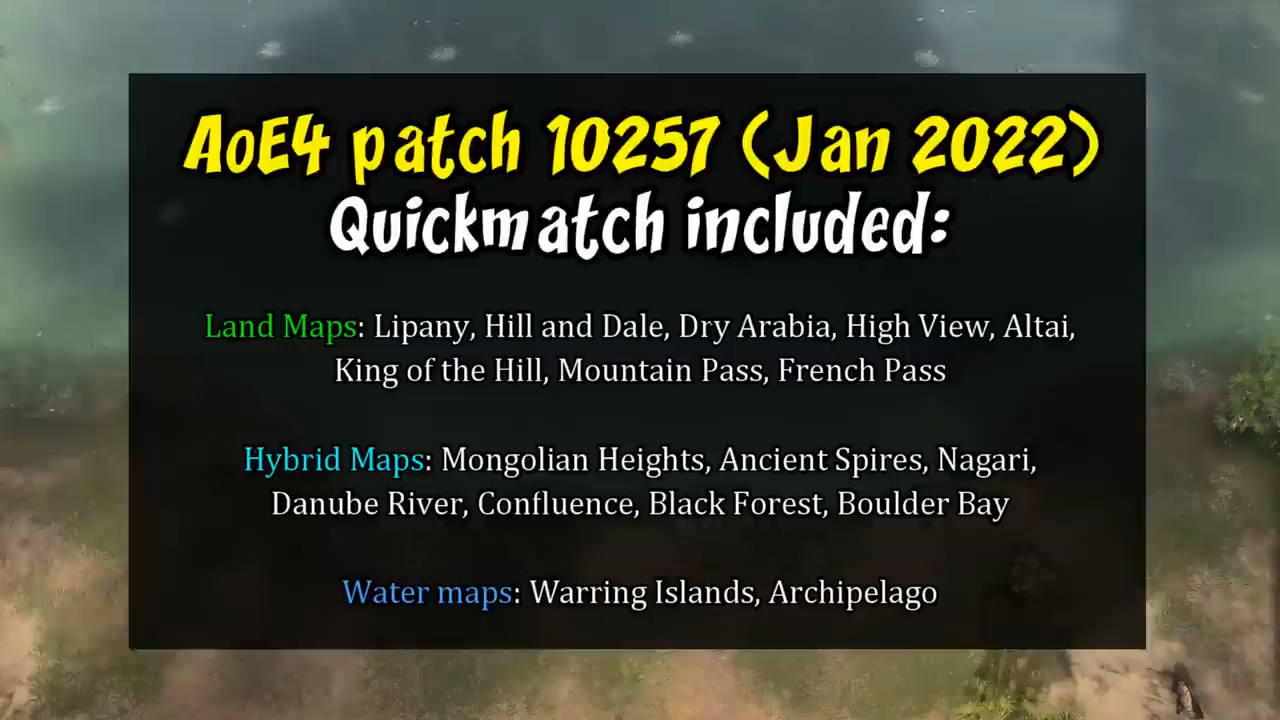 AoE4 patch 10257 (Jan 2022)
Quickmatch included:
Land Maps: Lipany, Hill and Dale, Dry Arabia, High View, Altai,
King of the Hill, Mountain Pass, French Pass
Hybrid Maps: Mongolian Heights, Ancient Spires, Nagari,
Danube River, Confluence, Black Forest, Boulder Bay
Water maps: Warring Islands, Archipelago